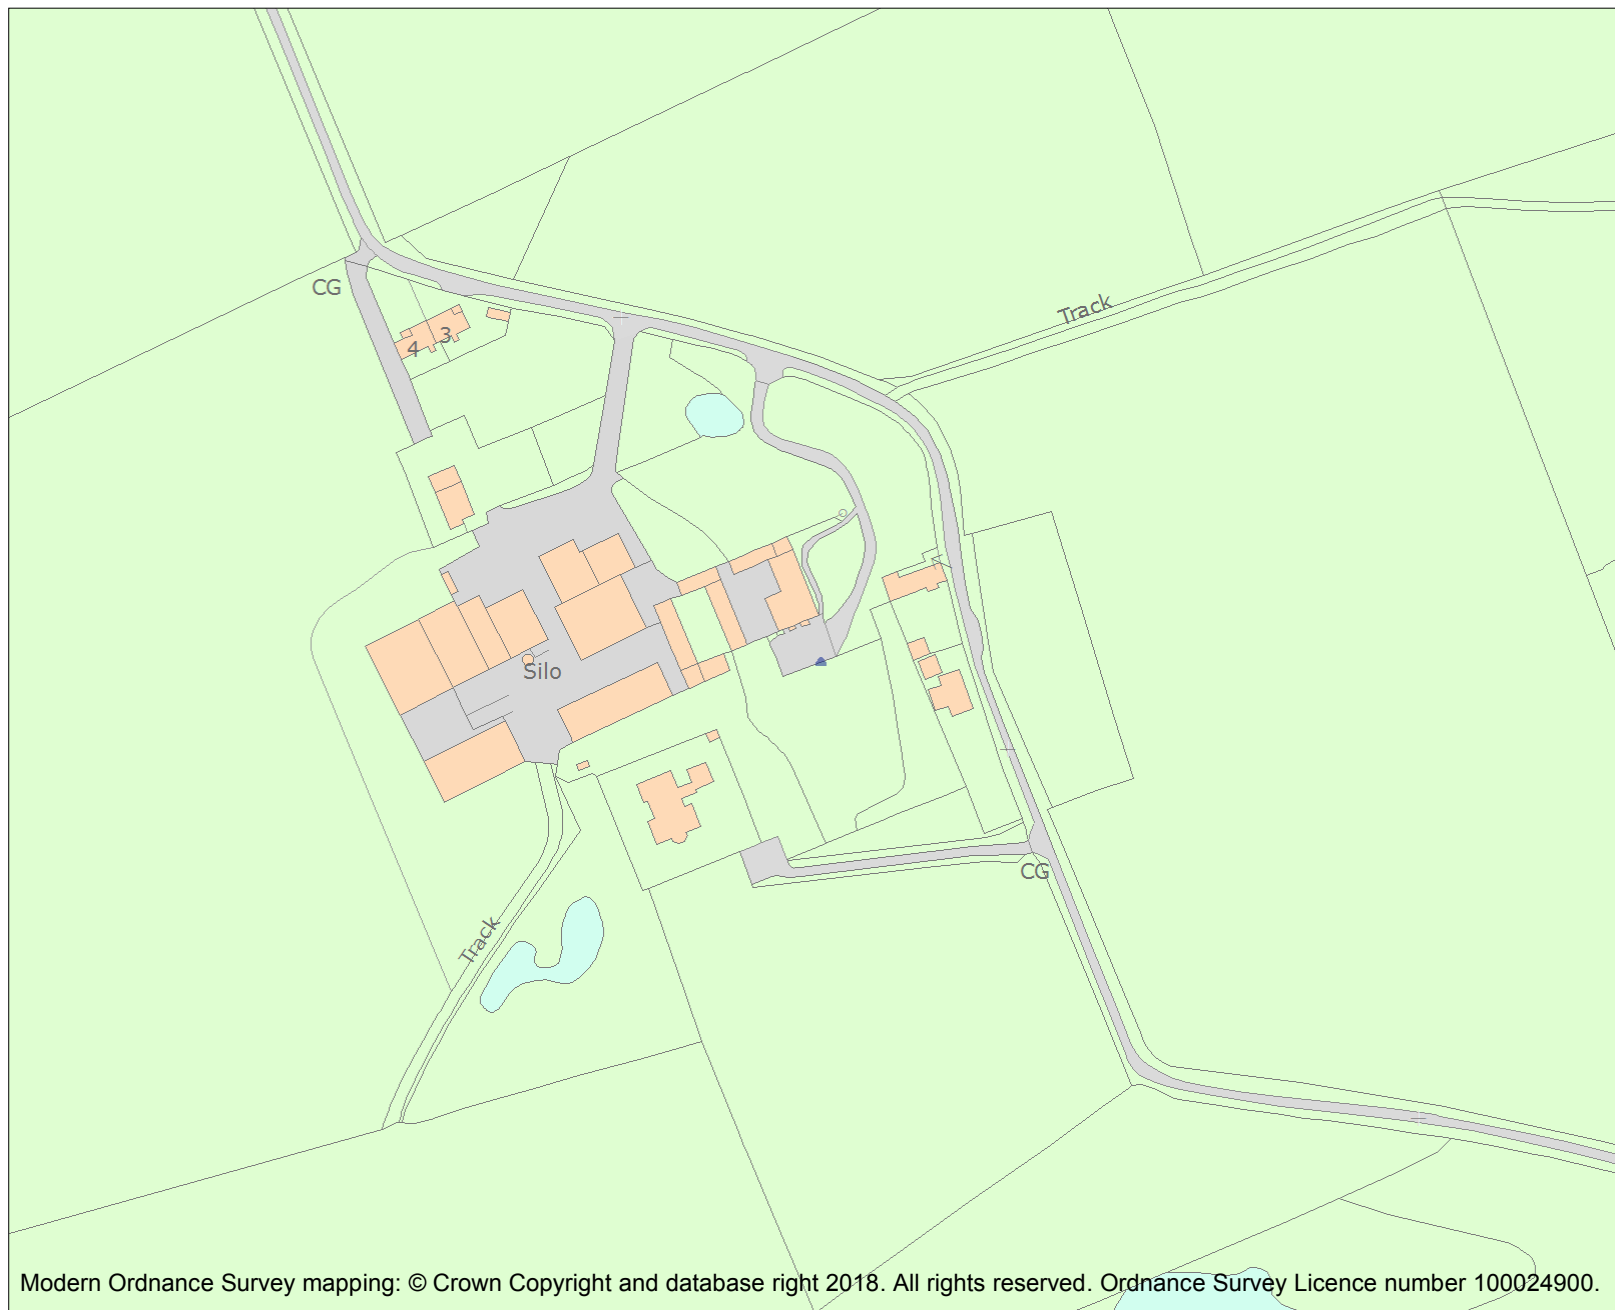 CG
Track
3
4
Silo
CG
Track
Modern Ordnance Survey mapping: © Crown Copyright and database right 2018. All rights reserved. Ordnance Survey Licence number 100024900.